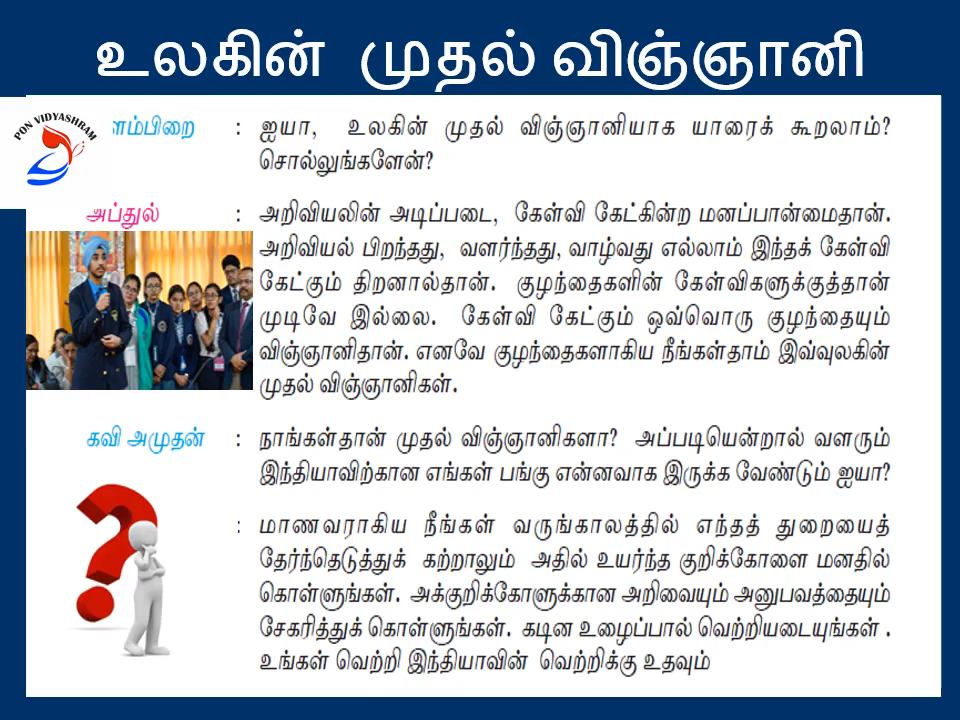 உலகின் முதல் விஞ்ஞானி
PON VIDYASHRAM
ளம்பிறை : ஐயா, உலகின் முதல் விஞ்ஞானியாக யாரைக் கூறலாம்?
சொல்லுங்களேன்?
அப்துல் : அறிவியலின் அடிப்படை, கேள்வி கேட்கின்ற மனப்பான்மைதான்.
அறிவியல் பிறந்தது, வளர்ந்தது, வாழ்வது எல்லாம் இந்தக் கேள்வி
கேட்கும் திறனால்தான். குழந்தைகளின் கேள்விகளுக்குத்தான்
முடிவே இல்லை. கேள்வி கேட்கும் ஒவ்வொரு குழந்தையும்
விஞ்ஞானிதான். எனவே குழந்தைகளாகிய நீங்கள்தாம் இவ்வுலகின்
முதல் விஞ்ஞானிகள்.
கவி அமுதன் : நாங்கள்தான் முதல் விஞ்ஞானிகளா? அப்படியென்றால் வளரும்
இந்தியாவிற்கான எங்கள் பங்கு என்னவாக இருக்க வேண்டும் ஐயா?
: மாணவராகிய நீங்கள் வருங்காலத்தில் எந்தத் துறையைத்
தேர்ந்தெடுத்துக் கற்றாலும் அதில் உயர்ந்த குறிக்கோளை மனதில்
கொள்ளுங்கள். அக்குறிக்கோளுக்கான அறிவையும் அனுபவத்தையும்
சேகரித்துக் கொள்ளுங்கள். கடின உழைப்பால் வெற்றியடையுங்கள் .
உங்கள் வெற்றி இந்தியாவின் வெற்றிக்கு உதவும்